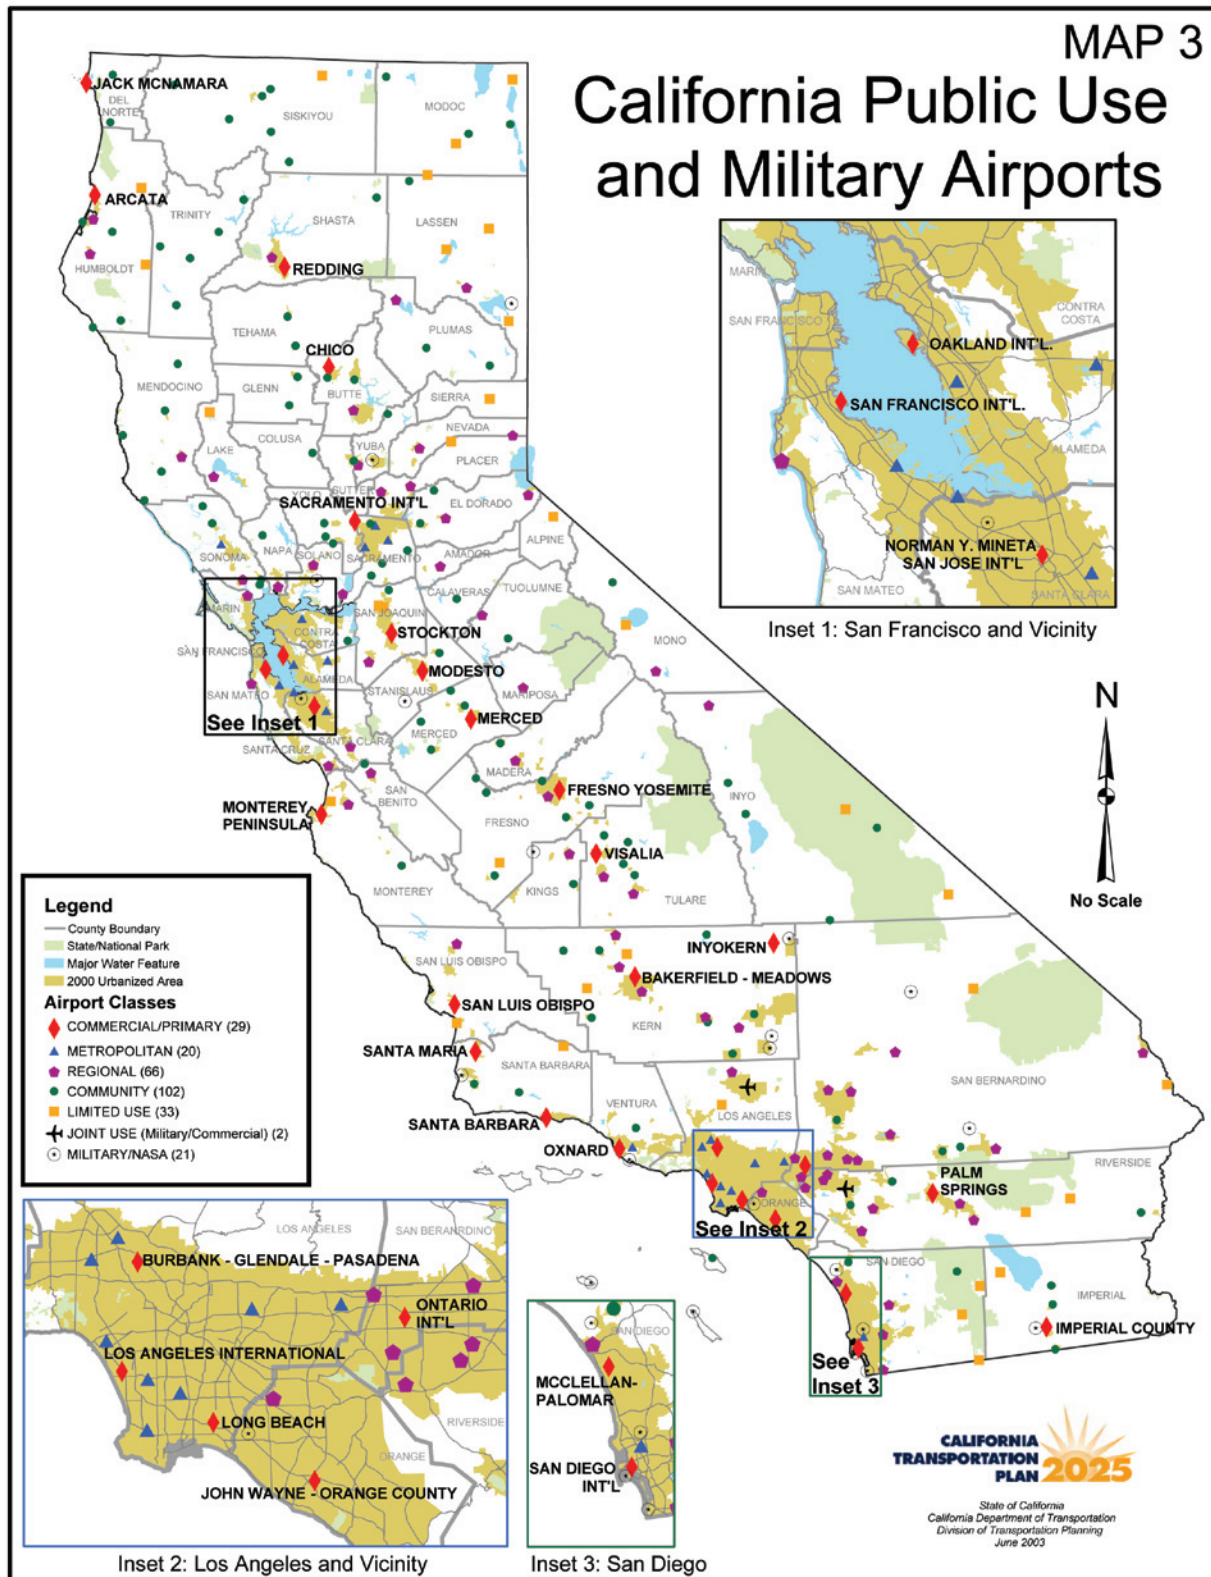 MAP 3
California Public Use
and Military Airports
JACK MCNAMARA
DEL
NORTE
SISKIYOU
MODOC
ARCATA
TRINITY
SHASTA
LASSEN
HUMBOLDT
REDDING
TEHAMA
PLUMAS
CHICO
MENDOCINO
GLENN
BUTTE
SIERRA
COLUSA
NEVADA
LAKE
YUBA
PLACER
YOLO
SUTTER
SACRAMENTO INT'L
EL DORADO
SONOMA
NAPA
SOLANO
SACRAMENTO
AMADOR
ALPINE
MARIN
CALAVERAS
TUOLUMNE
SAN JOAQUIN
CONTRA
COSTA
STOCKTON
MONO
SAN FRANCISCO
ALAMEDA
MODESTO
SAN MATEO
STANISLAUS
MARIPOSA
See Inset 1
MERCED
MERCED
SANTA CLARA
SANTA CRUZ
MADERA
SAN
BENITO
FRESNO YOSEMITE
INYO
MONTEREY
PENINSULA
FRESNO
VISALIA
MONTEREY
KINGS
TULARE
INYOKERN
SAN LUIS OBISPO
BAKERFIELD - MEADOWS
SAN LUIS OBISPO
KERN
SANTA MARIA
SANTA BARBARA
SAN BERNARDINO
VENTURA
LOS ANGELES
SANTA BARBARA
OXNARD
RIVERSIDE
PALM
SPRINGS
ORANGE
See Inset 2
SAN DIEGO
IMPERIAL
IMPERIAL COUNTY
See
Inset 3
MARIN
SAN FRANCISCO
CONTRA
COSTA
OAKLAND INT'L.
SAN FRANCISCO INT'L.
ALAMEDA
NORMAN Y. MINETA
SAN JOSE INT'L
SAN MATEO
SANTA CLARA
Inset 1: San Francisco and Vicinity
N
No Scale
Legend
County Boundary
State/National Park
Major Water Feature
2000 Urbanized Area
Airport Classes
COMMERCIAL/PRIMARY (29)
METROPOLITAN (20)
REGIONAL (66)
COMMUNITY (102)
LIMITED USE (33)
JOINT USE (Military/Commercial) (2)
MILITARY/NASA (21)
LOS ANGELES
SAN BERARDINO
BURBANK - GLENDALE - PASADENA
ONTARIO
INT'L
LOS ANGELES INTERNATIONAL
LONG BEACH
RIVERSIDE
ORANGE
JOHN WAYNE - ORANGE COUNTY
Inset 2: Los Angeles and Vicinity
SAN DIEGO
MCCLELLAN-
PALOMAR
SAN DIEGO
INT'L
Inset 3: San Diego
CALIFORNIA
TRANSPORTATION
PLAN 2025
State of California
California Department of Transportation
Division of Transportation Planning
June 2003